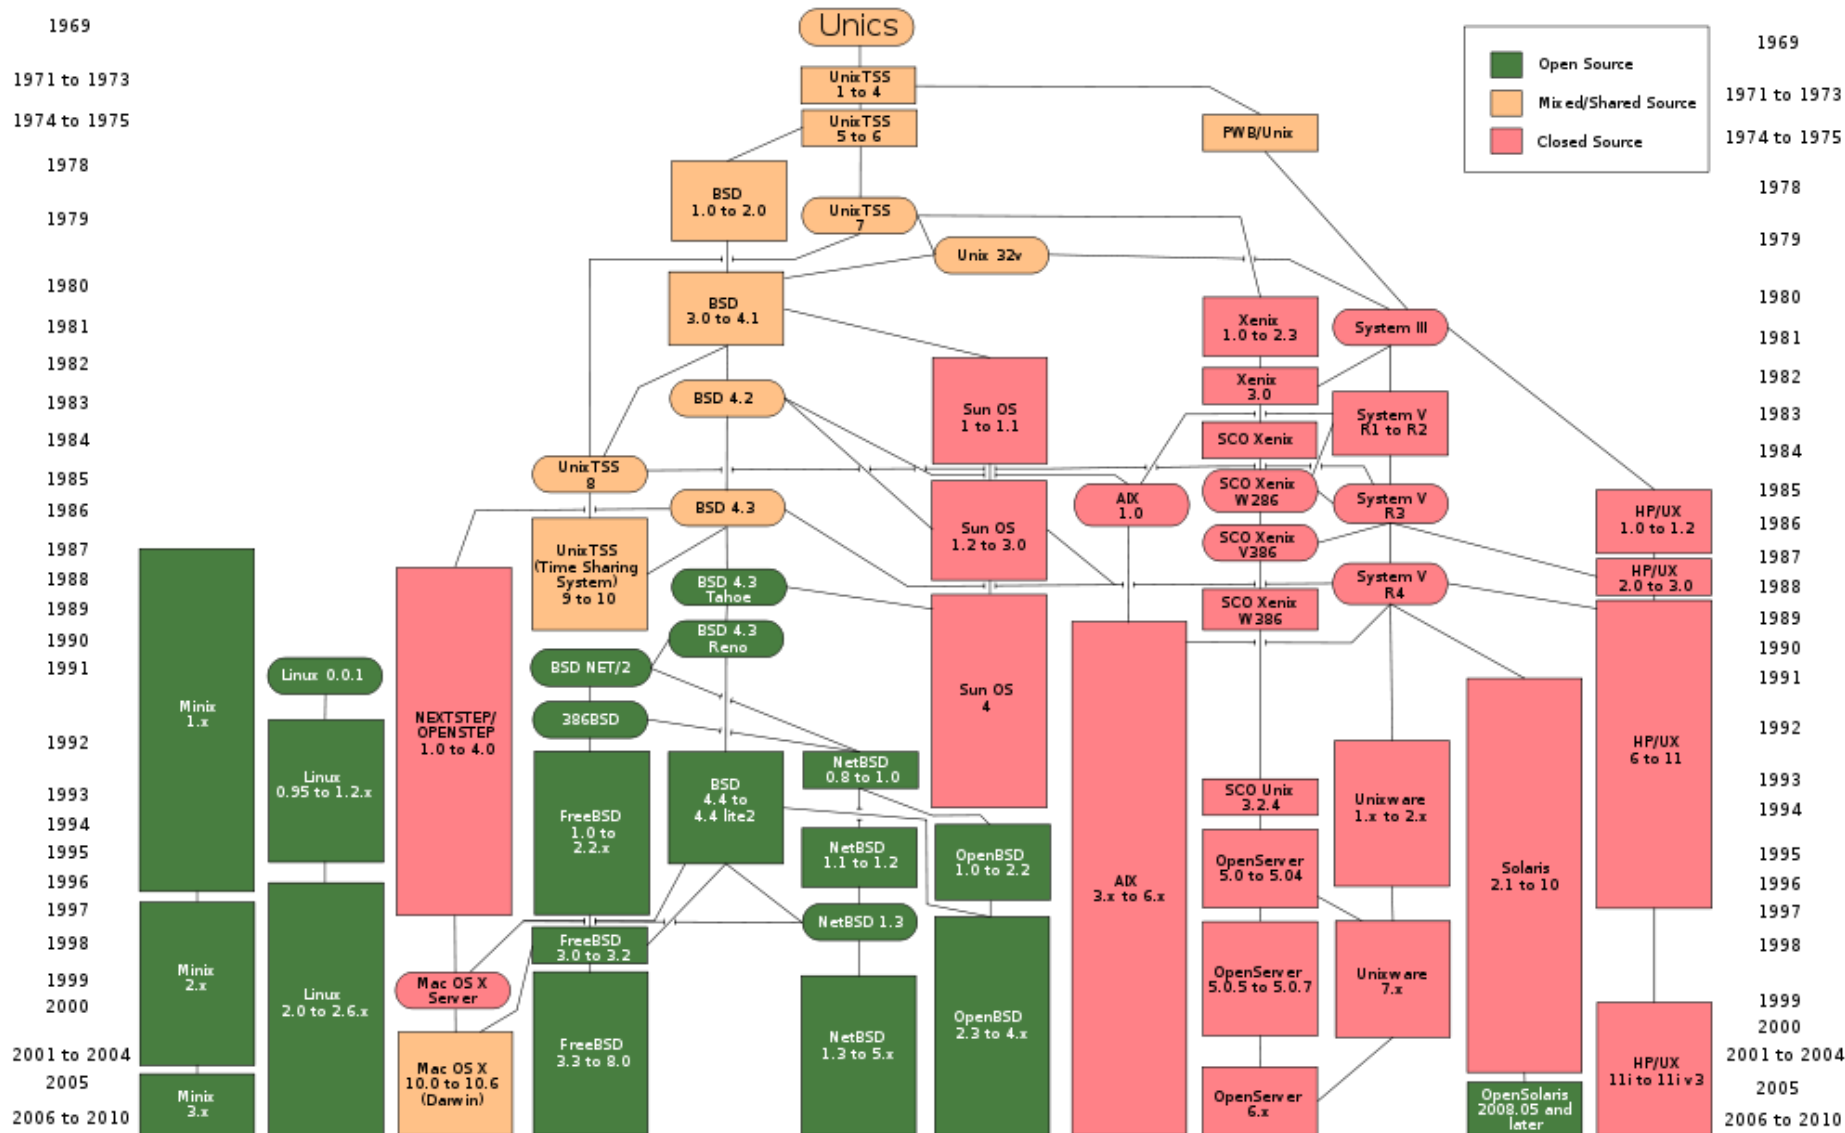 Unics
1969
1971 to 1973
1974 to 1975
1978
1979
1980
1981
1982
1983
1984
1985
1986
1987
1988
1989
1990
1991
1992
1993
1994
1995
1996
1997
1998
1999
2000
2001 to 2004
2005
2006 to 2010
UnixTSS
1 to 4
UnixTSS
5 to 6
PWB/Unix
BSD
1.0 to 2.0
UnixTSS
7
Unix 32v
BSD
3.0 to 4.1
Xenix
1.0 to 2.3
System III
Xenix
3.0
BSD 4.2
Sun OS
1 to 1.1
System V
R1 to R2
SCO Xenix
UnixTSS
8
SCO Xenix
W286
AIX
1.0
System V
R3
BSD 4.3
HP/UX
1.0 to 1.2
Sun OS
1.2 to 3.0
SCO Xenix
V386
UnixTSS
(Time Sharing
System)
9 to 10
HP/UX
2.0 to 3.0
BSD 4.3
Tahoe
System V
R4
SCO Xenix
W386
BSD 4.3
Reno
BSD NET/2
Linux 0.0.1
Minix
1.x
Sun OS
4
386BSD
NEXTSTEP/
OPENSTEP
1.0 to 4.0
HP/UX
6 to 11
NetBSD
0.8 to 1.0
Linux
0.95 to 1.2.x
BSD
4.4 to
4.4 lite2
SCO Unix
3.2.4
Unixware
1.x to 2.x
FreeBSD
1.0 to
2.2.x
NetBSD
1.1 to 1.2
OpenBSD
1.0 to 2.2
OpenServer
5.0 to 5.04
Solaris
2.1 to 10
AIX
3.x to 6.x
NetBSD 1.3
FreeBSD
3.0 to 3.2
Minix
2.x
Mac OS X
Server
Linux
2.0 to 2.6.x
OpenServer
5.0.5 to 5.0.7
Unixware
7.x
FreeBSD
3.3 to 8.0
NetBSD
1.3 to 5.x
OpenBSD
2.3 to 4.x
Mac OS X
10.0 to 10.6
(Darwin)
HP/UX
11i to 11i v3
Minix
3.x
OpenServer
6.x
OpenSolaris
2008.05 and
later
Open Source
Mixed/Shared Source
Closed Source
1969
1971 to 1973
1974 to 1975
1978
1979
1980
1981
1982
1983
1984
1985
1986
1987
1988
1989
1990
1991
1992
1993
1994
1995
1996
1997
1998
1999
2000
2001 to 2004
2005
2006 to 2010